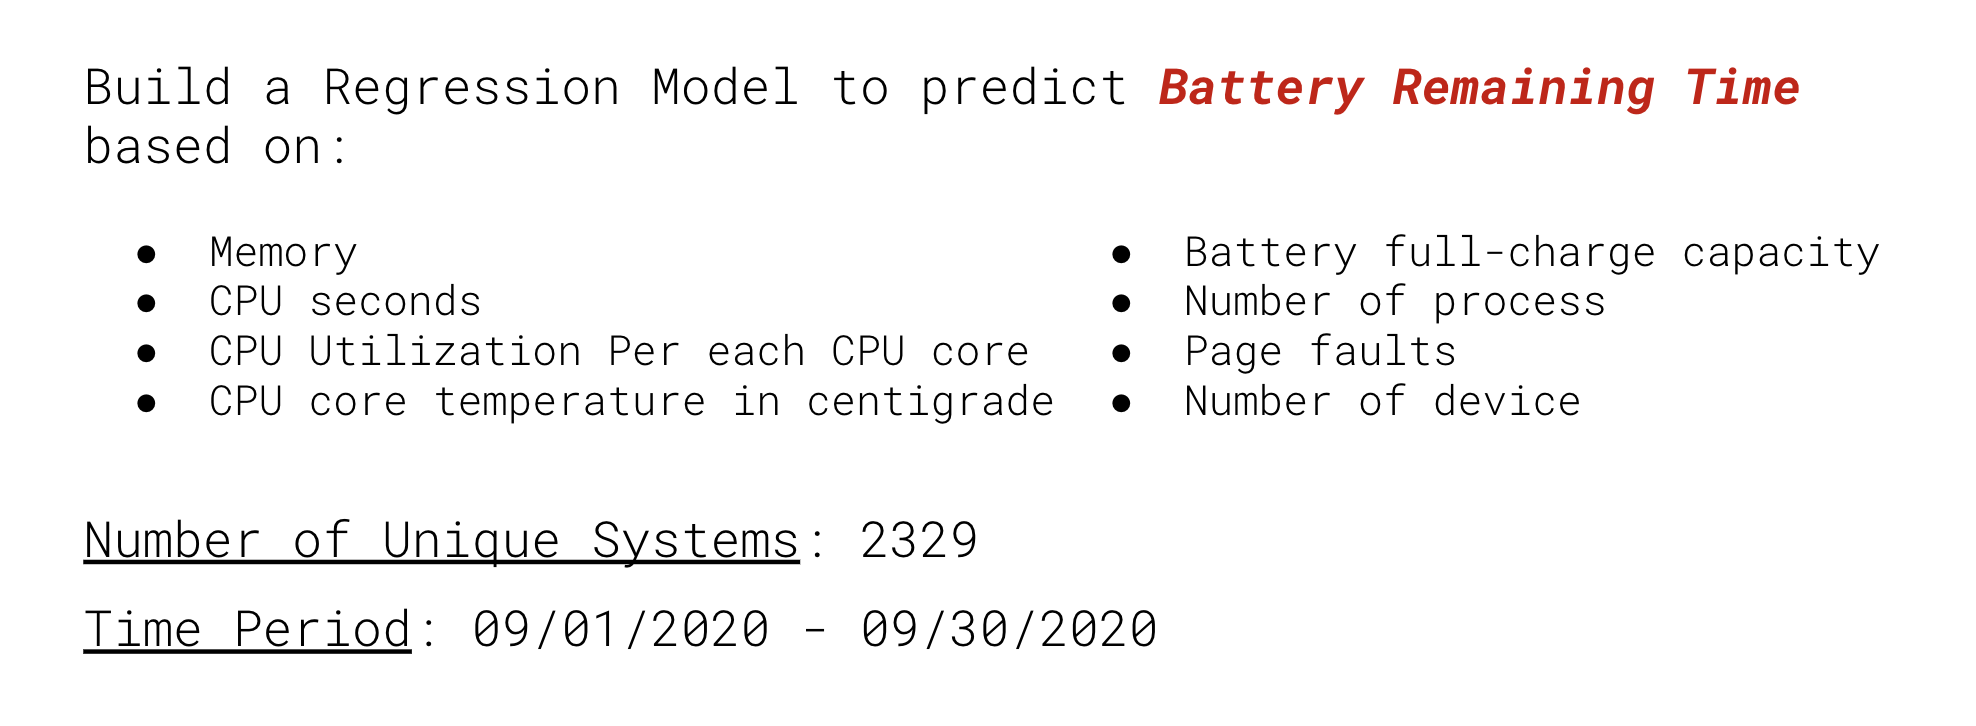 Build a Regression Model to predict Battery Remaining Time
based on:
● Memory
● CPU seconds
● CPU Utilization Per each CPU core
● CPU core temperature in centigrade
● Battery full-charge capacity
● Number of process
● Page faults
● Number of device
Number of Unique Systems: 2329
Time Period: 09/01/2020 - 09/30/2020